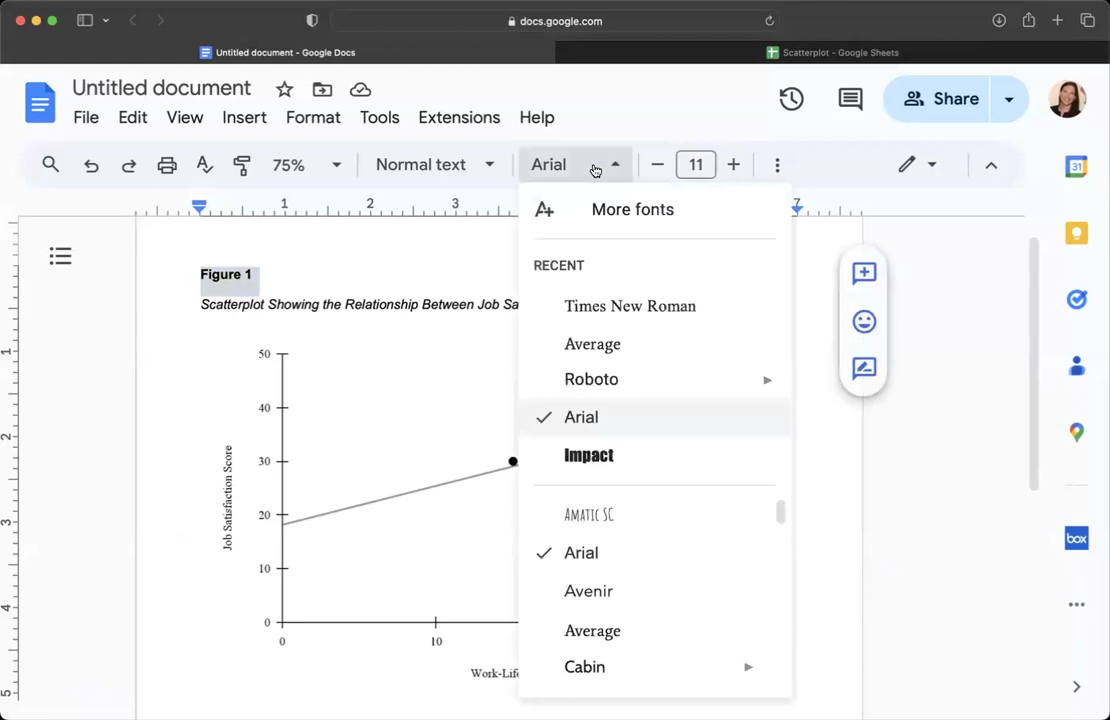 docs.google.com
Untitled document - Google Docs
Scatterplot - Google Sheets
Untitled document
Share
File Edit View Insert Format Tools Extensions Help
75% Normal text Arial 11
1 2 3 7
More fonts
RECENT
Times New Roman
Average
Roboto
Arial
Impact
AMATIC SC
Arial
Avenir
Average
Cabin
Figure 1
Scatterplot Showing the Relationship Between Job Sa
50
40
30
20
10
0
Job Satisfaction Score
0 10
Work-Life
1
2
3
4
5
31
box